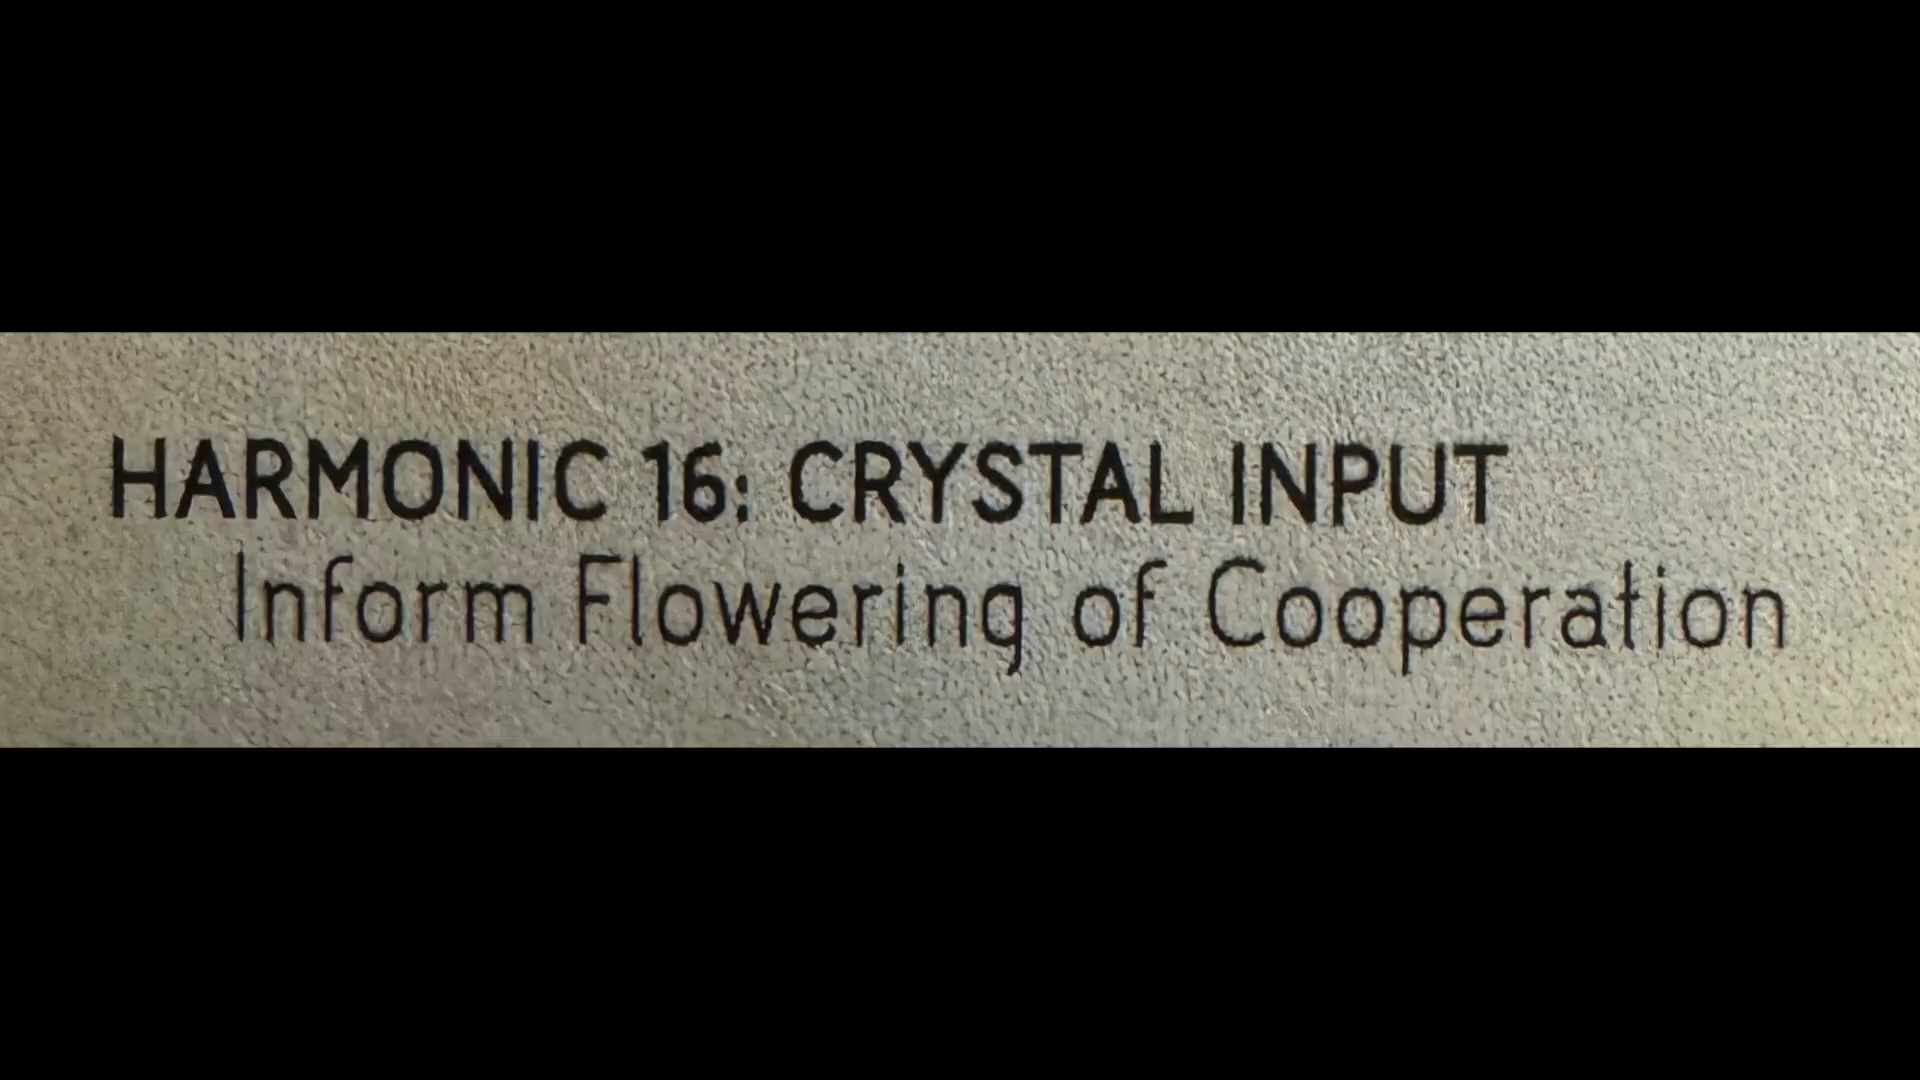 HARMONIC 16: CRYSTAL INPUT
Inform Flowering of Cooperation